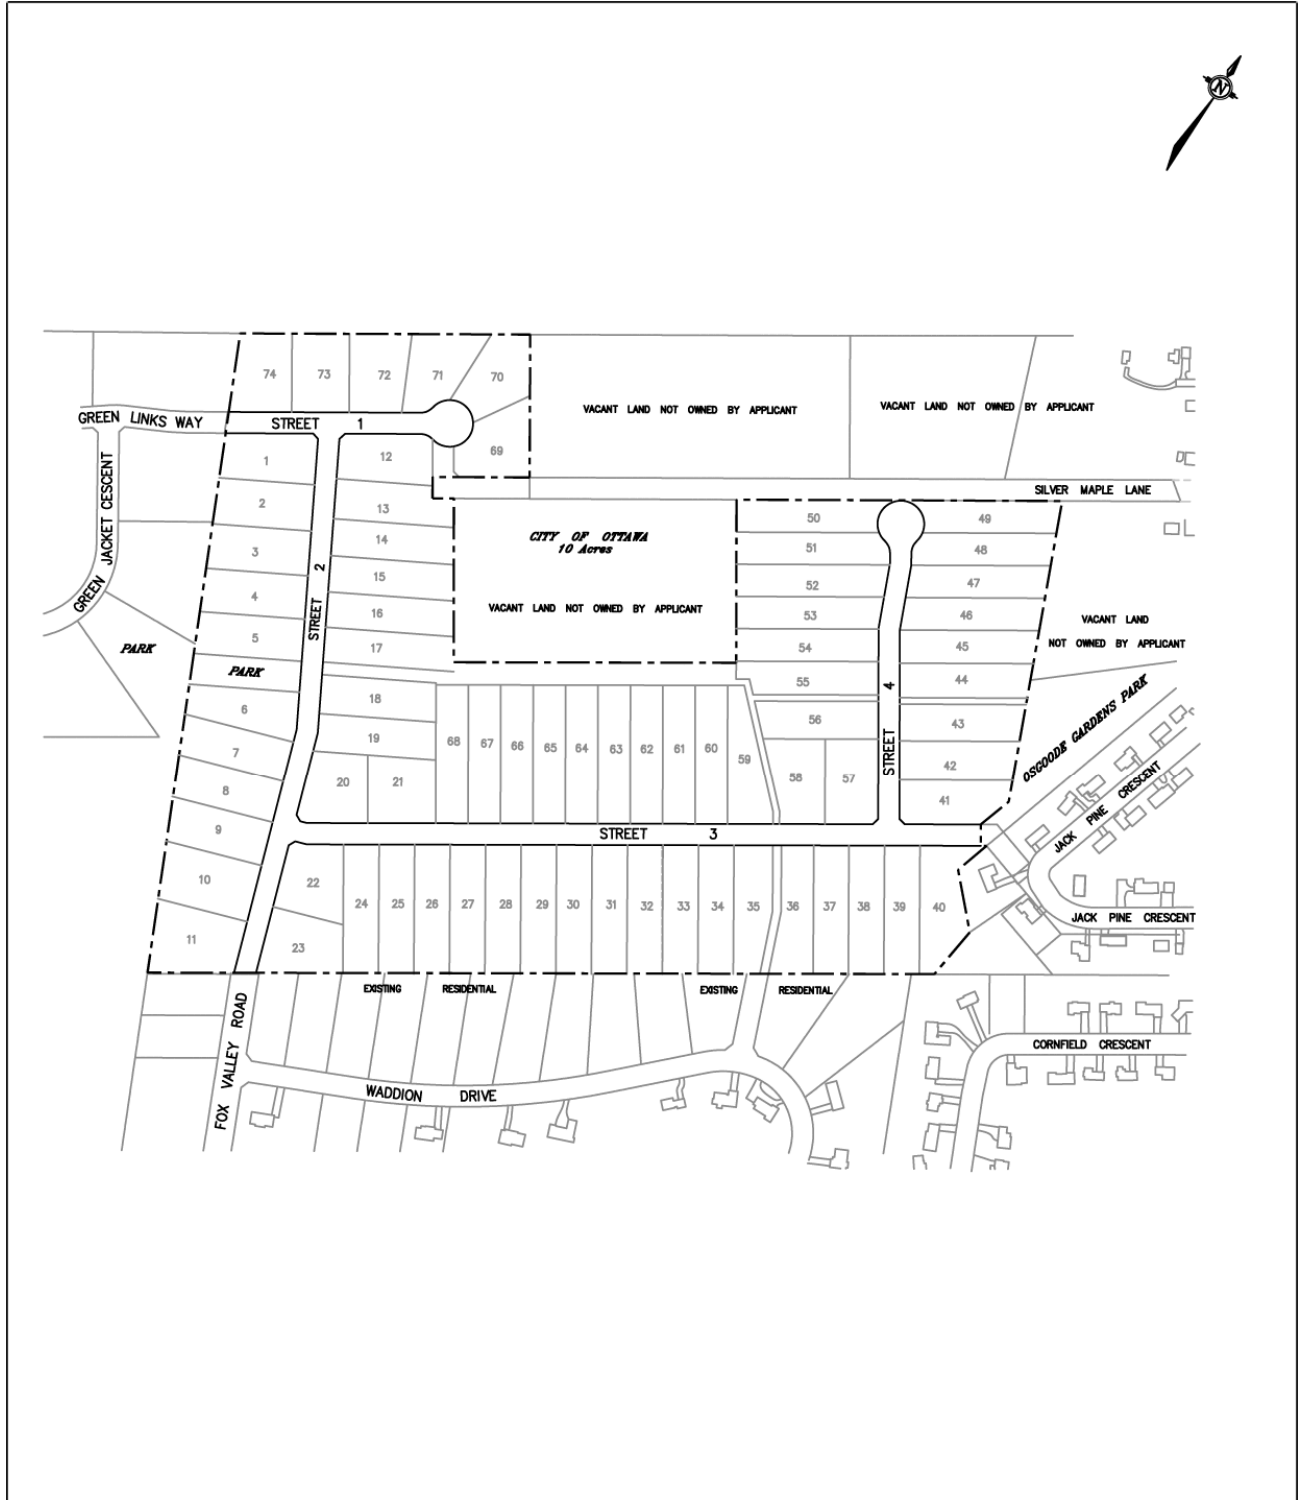 N
74 73 72 71 70
VACANT LAND NOT OWNED BY APPLICANT
VACANT LAND NOT OWNED BY APPLICANT
GREEN LINKS WAY
STREET 1
69
GREEN JACKET CESCENT
1
12
2
SILVER MAPLE LANE
13
50
49
CITY OF OTTAWA
10 Acres
14
3
51
48
STREET 2
15
52
47
4
VACANT LAND NOT OWNED BY APPLICANT
16
53
46
VACANT LAND
NOT OWNED BY APPLICANT
5
PARK
17
54
45
PARK
55
44
18
STREET 4
OSGOODE GARDENS PARK
6
56
43
19
68 67 66 65 64 63 62 61 60 59
7
42
20 21
58 57
8
41
JACK PINE CRESCENT
9
STREET 3
10
22
24 25 26 27 28 29 30 31 32 33 34 35 36 37 38 39 40
JACK PINE CRESCENT
11
23
EXISTING RESIDENTIAL
EXISTING RESIDENTIAL
FOX VALLEY ROAD
CORNFIELD CRESCENT
WADDION DRIVE